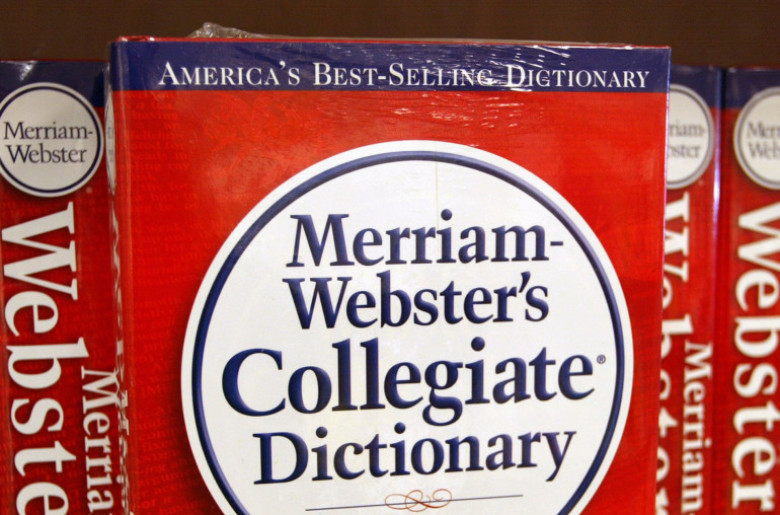 AMERICA'S BEST-SELLING DICTIONARY
Merriam-
Webster's
Collegiate®
Dictionary
Merriam-
Webster
Webster
Merriam
Webster